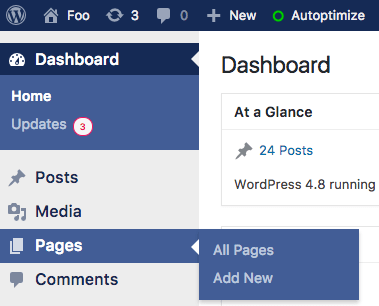 Foo 3 0 New Autoptimize
Dashboard
Home
Updates 3
Posts
Media
Pages
Comments
All Pages
Add New
Dashboard
At a Glance
24 Posts
WordPress 4.8 running